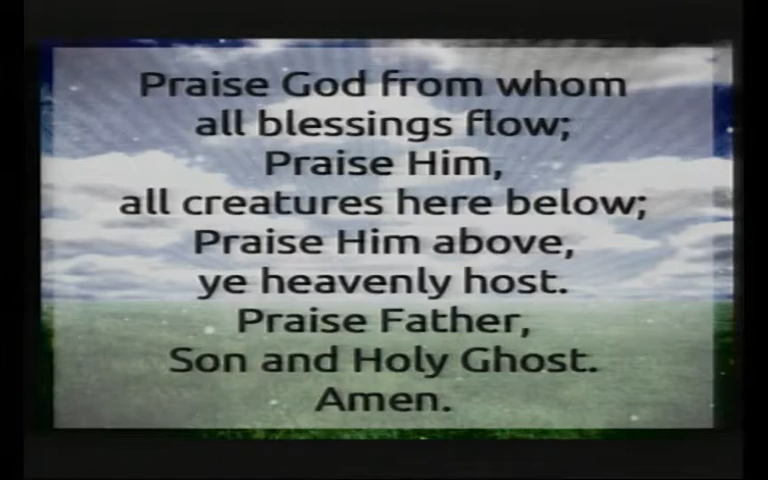 Praise God from whom
all blessings flow;
Praise Him,
all creatures here below;
Praise Him above,
ye heavenly host.
Praise Father,
Son and Holy Ghost.
Amen.